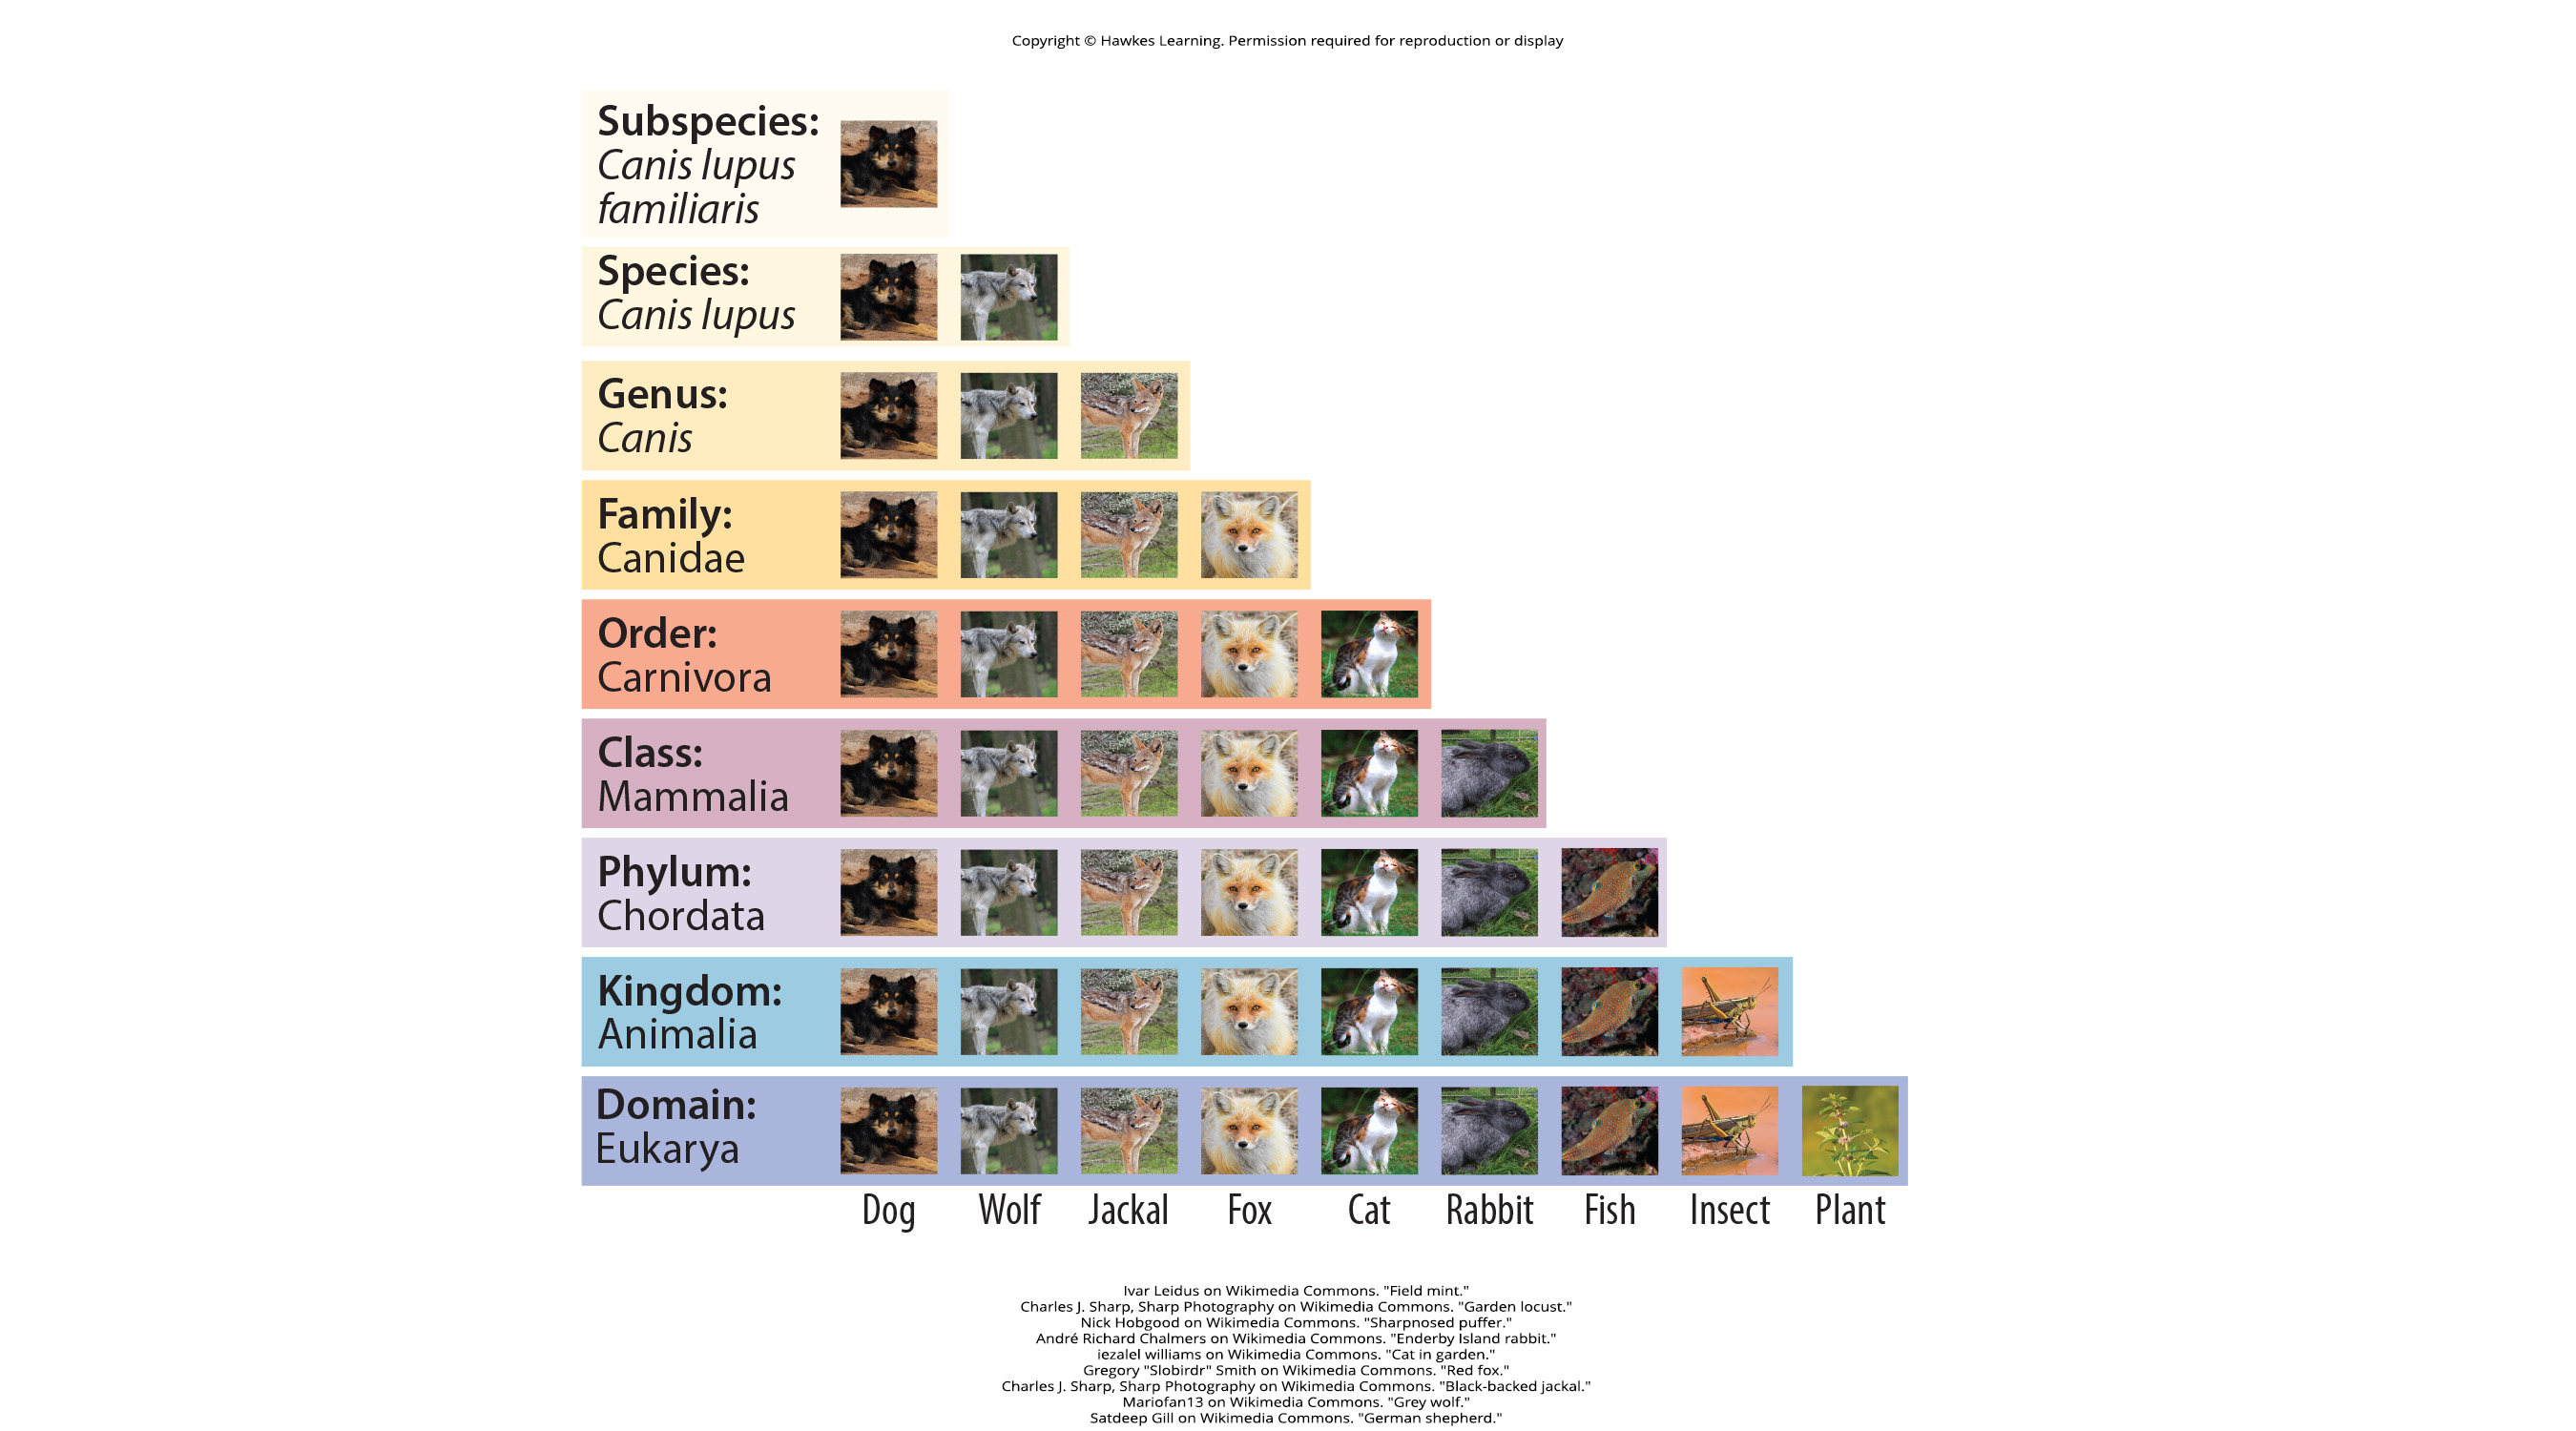 Copyright © Hawkes Learning. Permission required for reproduction or display
Subspecies:
Canis lupus
familiaris
Species:
Canis lupus
Genus:
Canis
Family:
Canidae
Order:
Carnivora
Class:
Mammalia
Phylum:
Chordata
Kingdom:
Animalia
Domain:
Eukarya
Dog Wolf Jackal Fox Cat Rabbit Fish Insect Plant
Ivar Leidus on Wikimedia Commons. "Field mint."
Charles J. Sharp, Sharp Photography on Wikimedia Commons. "Garden locust."
Nick Hobgood on Wikimedia Commons. "Sharpnosed puffer."
André Richard Chalmers on Wikimedia Commons. "Enderby Island rabbit."
iezalel williams on Wikimedia Commons. "Cat in garden."
Gregory "Slobirdr" Smith on Wikimedia Commons. "Red fox."
Charles J. Sharp, Sharp Photography on Wikimedia Commons. "Black-backed jackal."
Mariofan13 on Wikimedia Commons. "Grey wolf."
Satdeep Gill on Wikimedia Commons. "German shepherd."